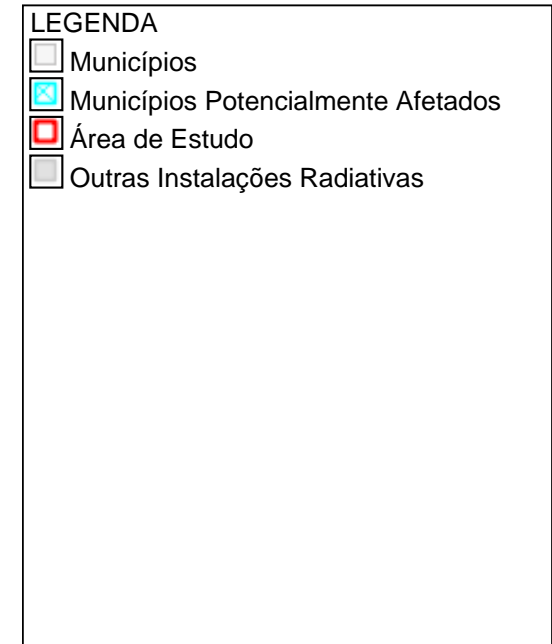 LEGENDA
Municípios
Municípios Potencialmente Afetados
Área de Estudo
Outras Instalações Radiativas